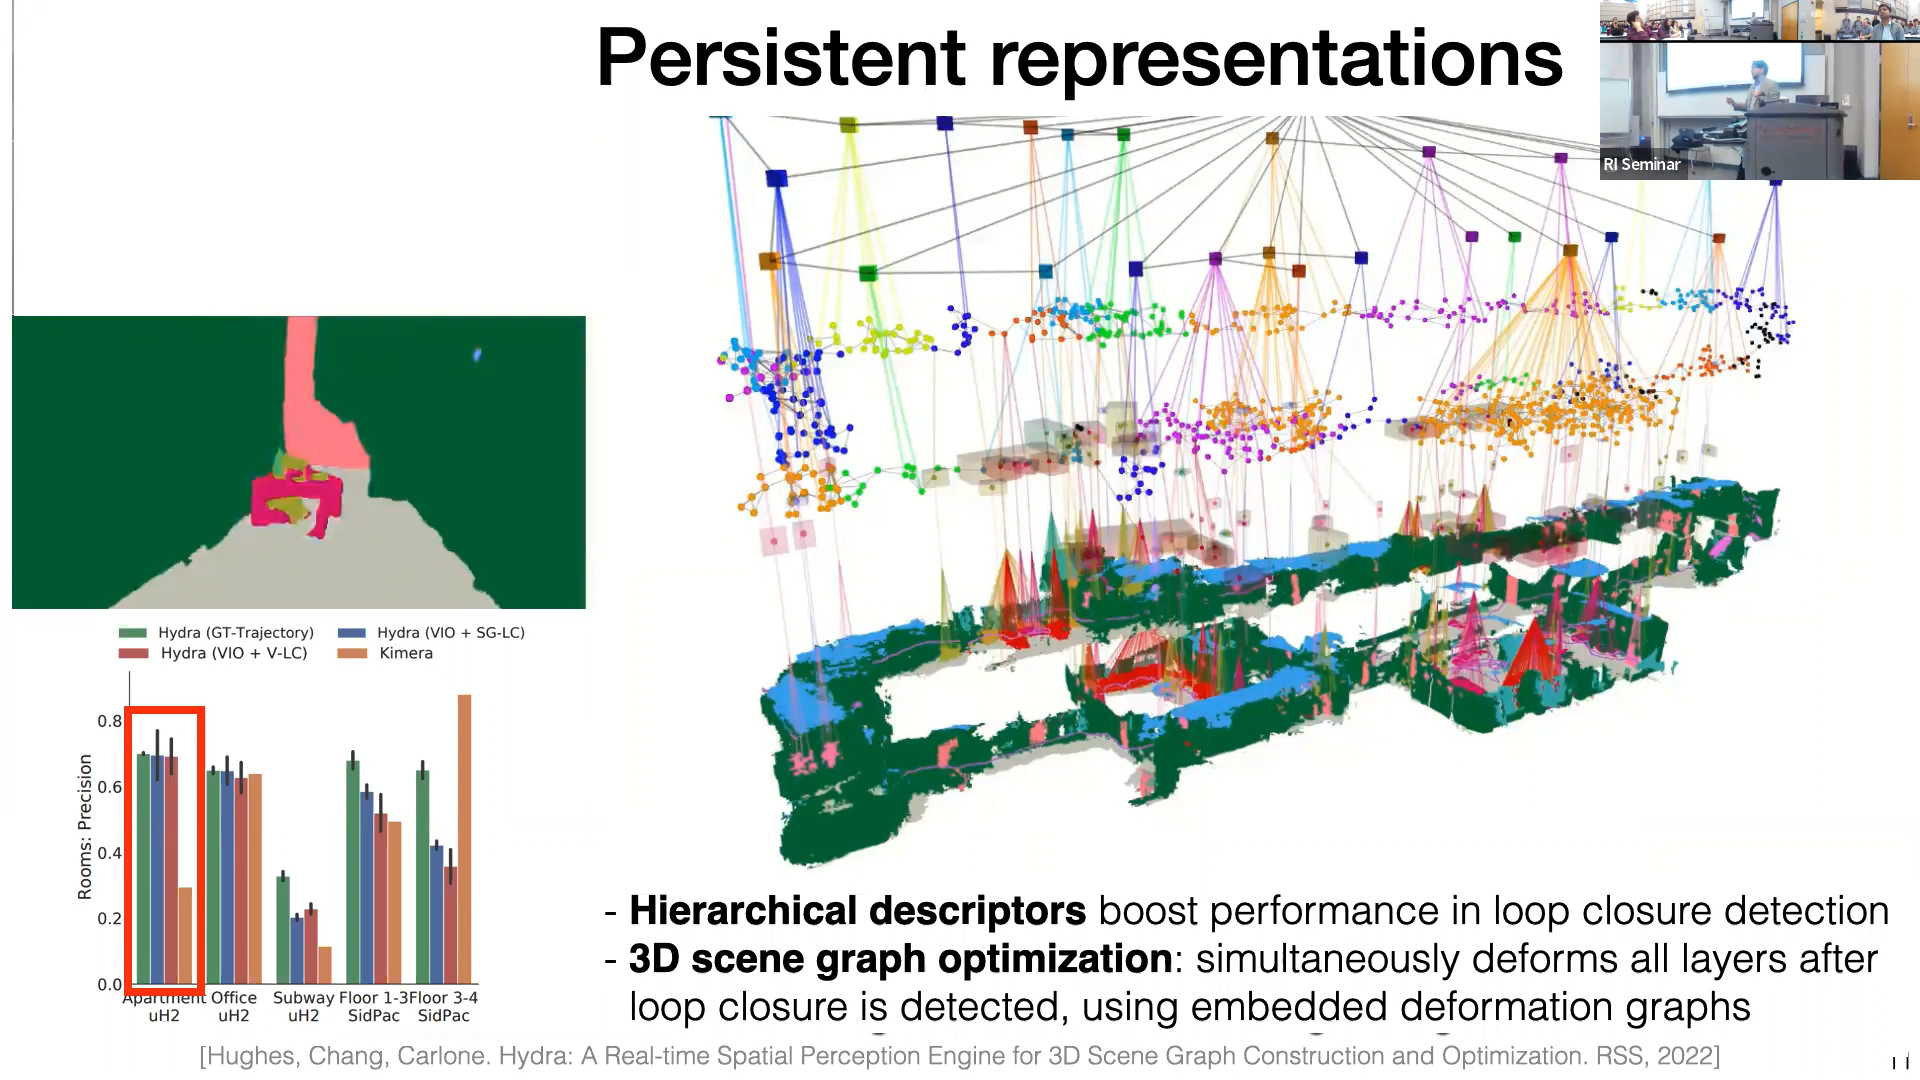 Persistent representations
RI Seminar
Hydra (GT-Trajectory)
Hydra (VIO + SG-LC)
Hydra (VIO + V-LC)
Kimera
Rooms: Precision
0.8
0.6
0.4
0.2
0.0
Apartment uH2
Office uH2
Subway uH2
Floor 1-3 SidPac
Floor 3-4 SidPac
- Hierarchical descriptors boost performance in loop closure detection
- 3D scene graph optimization: simultaneously deforms all layers after
loop closure is detected, using embedded deformation graphs
[Hughes, Chang, Carlone. Hydra: A Real-time Spatial Perception Engine for 3D Scene Graph Construction and Optimization. RSS, 2022]